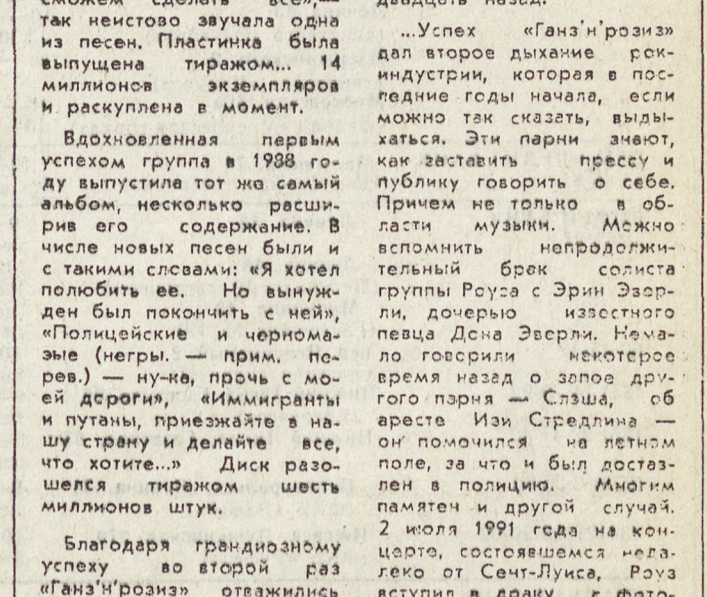 сможем сделать все»,—
так неистово звучала одна
из песен. Пластинка была
выпущена тиражом... 14
миллионов экземпляров
и раскуплена в момент.
Вдохновленная первым
успехом группа в 1988 го-
ду выпустила тот же самый
альбом, несколько расши-
рив его содержание. В
числе новых песен были и
с такими словами: «Я хотел
полюбить ее. Но вынуж-
ден был покончить с ней»,
«Полицейские и чернома-
зые (негры. — прим. пе-
рев.) — ну-ка, прочь с мо-
ей дороги», «Иммигранты
и путаны, приезжайте в на-
шу страну и делайте все,
что хотите...» Диск разо-
шелся тиражом шесть
миллионов штук.
Благодаря грандиозному
успеху во второй раз
«Ганз'н'розиз» отважились
двадцать назад.
...Успех «Ганз'н'розиз»
дал второе дыхание рок-
индустрии, которая в пос-
ледние годы начала, если
можно так сказать, выды-
хаться. Эти парни знают,
как заставить прессу и
публику говорить о себе.
Причем не только в об-
ласти музыки. Можно
вспомнить непродолжи-
тельный брак солиста
группы Роуза с Эрин Эвер-
ли, дочерью известного
певца Дона Эверли. Нема-
ло говорили некоторое
время назад о запое дру-
гого парня — Слэша, об
аресте Изи Стредлина —
он помочился на летном
поле, за что и был достав-
лен в полицию. Многим
памятен и другой случай.
2 июля 1991 года на кон-
церте, состоявшемся неда-
леко от Сент-Луиса, Роуз
вступил в драку с фото-